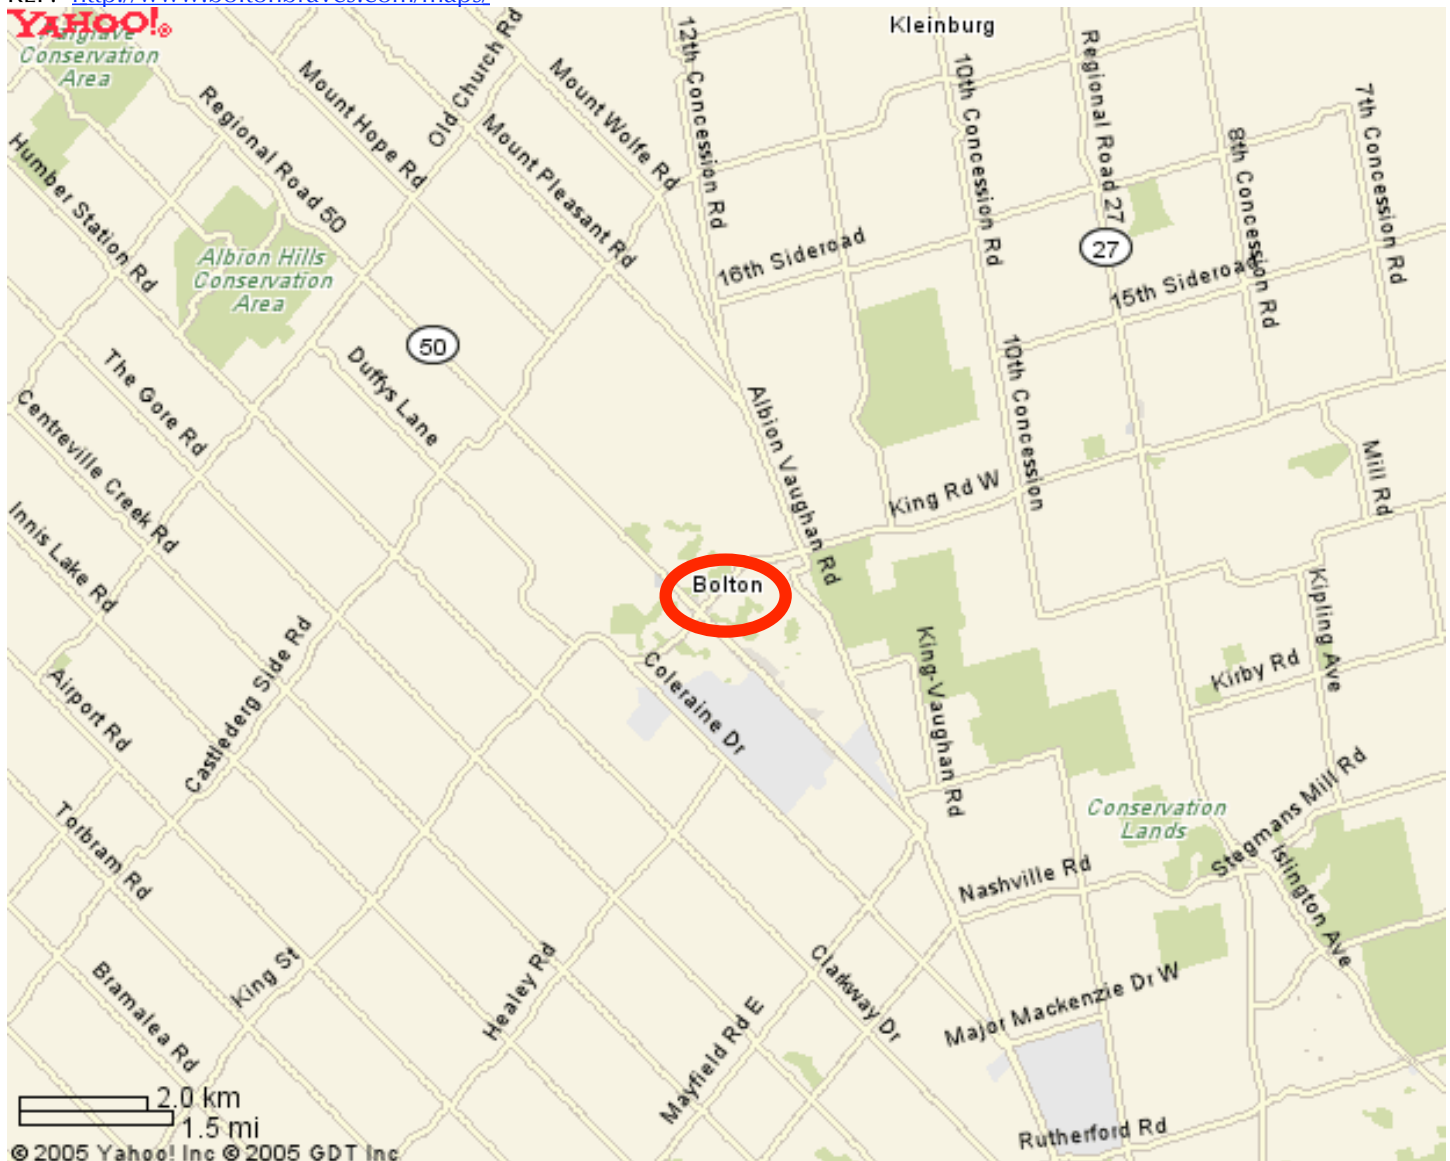 http://www.boltonbraves.com/maps/
YAHOO!®
Conservation
Area
Kleinburg
Old Church Rd
12th Concession Rd
10th Concession Rd
Regional Road 27
7th Concession Rd
8th Concession Rd
Mount Hope Rd
Mount Wolfe Rd
Mount Pleasant Rd
Regional Road 50
Humber Station Rd
Albion Hills
Conservation
Area
16th Sideroad
27
15th Sideroad
50
Duffys Lane
The Gore Rd
Centreville Creek Rd
Innis Lake Rd
Albion Vaughan Rd
10th Concession
King Rd W
Mill Rd
Bolton
Kipling Ave
Kirby Rd
King-Vaughan Rd
Coleraine Dr
Castlederg Side Rd
Airport Rd
Torbram Rd
Conservation
Lands
Stegmans Mill Rd
Islington Ave
Nashville Rd
King St
Bramalea Rd
Healey Rd
Clarkway Dr
Mayfield Rd E
Major Mackenzie Dr W
Rutherford Rd
2.0 km
1.5 mi
© 2005 Yahoo! Inc © 2005 GDT Inc